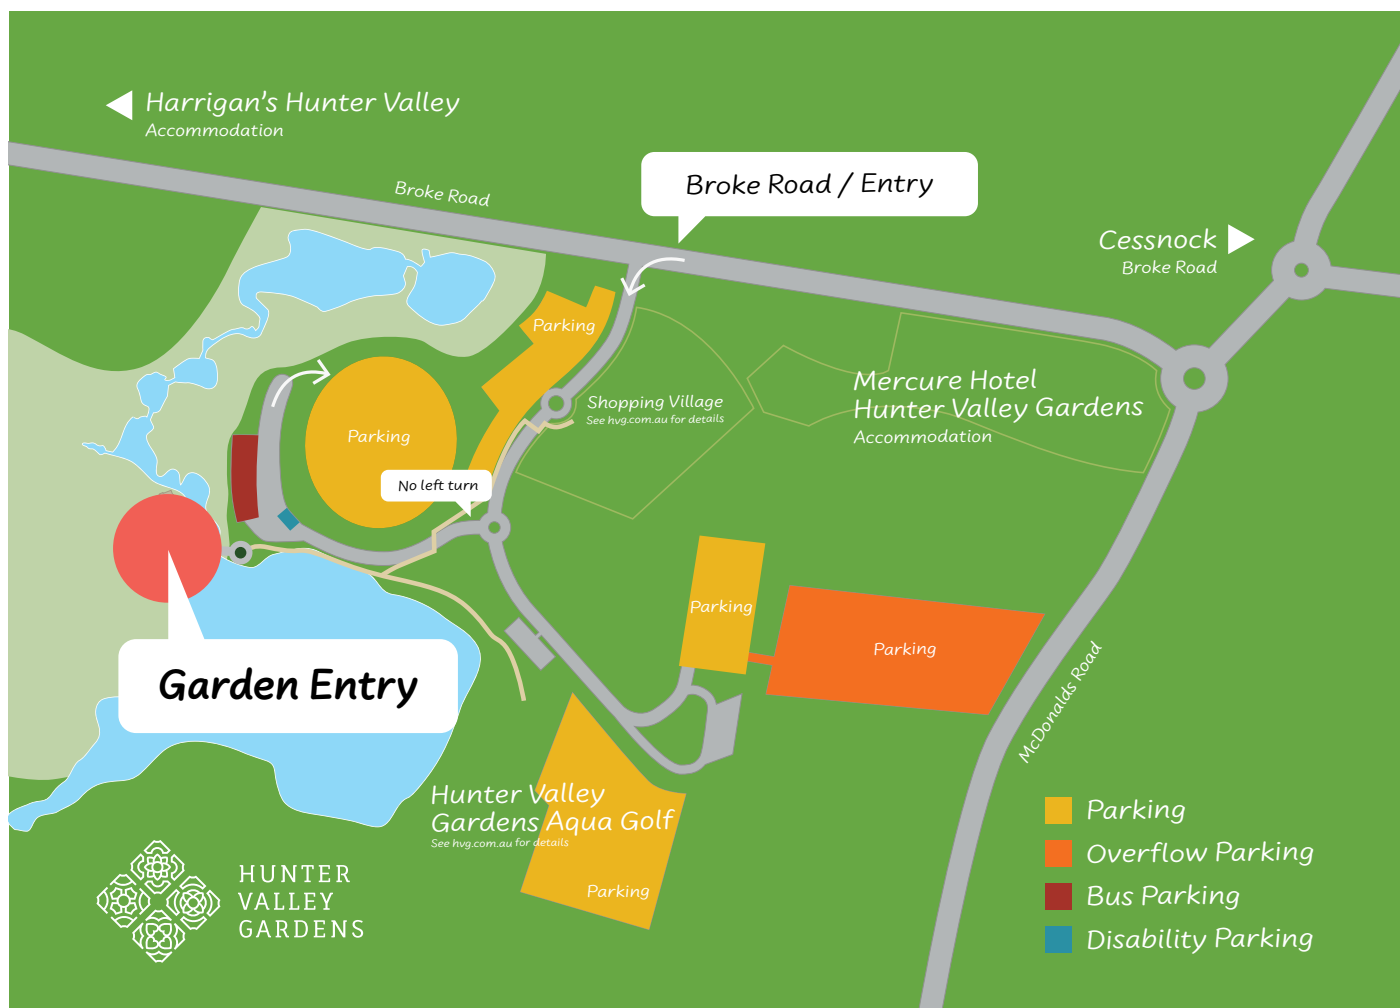 Harrigan's Hunter Valley
Accommodation
Broke Road
Broke Road / Entry
Cessnock
Broke Road
Parking
Shopping Village
See hvg.com.au for details
Mercure Hotel
Hunter Valley Gardens
Accommodation
Parking
No left turn
Parking
Parking
Garden Entry
McDonalds Road
Hunter Valley
Gardens Aqua Golf
See hvg.com.au for details
Parking
HUNTER
VALLEY
GARDENS
Parking
Overflow Parking
Bus Parking
Disability Parking